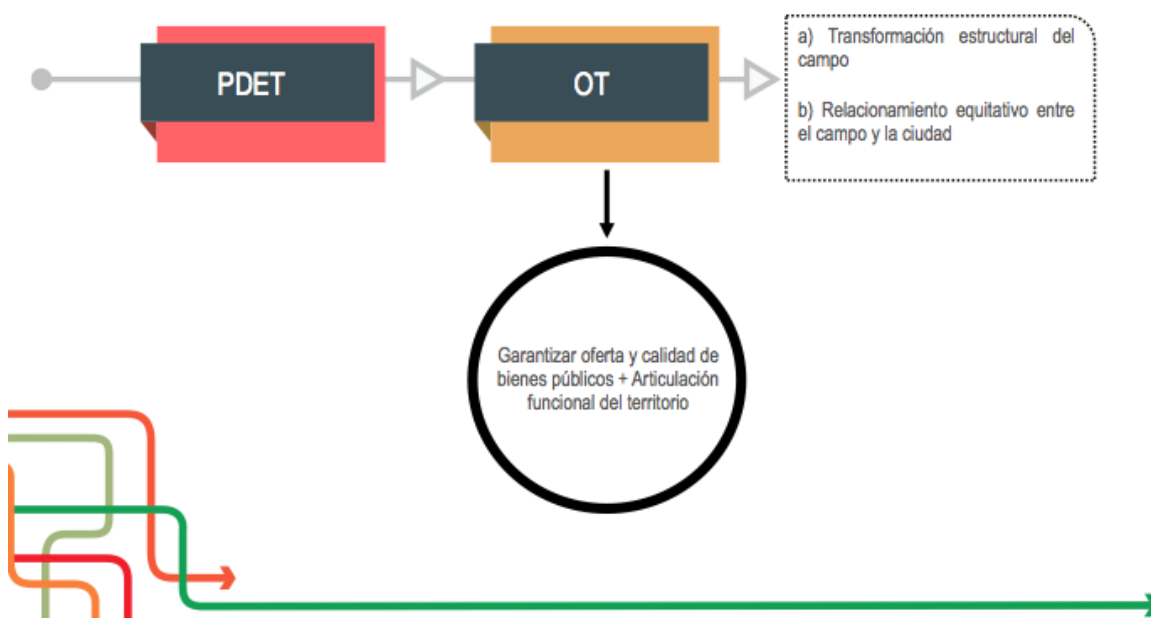 PDET
OT
a) Transformación estructural del
campo
b) Relacionamiento equitativo entre
el campo y la ciudad
Garantizar oferta y calidad de
bienes públicos + Articulación
funcional del territorio